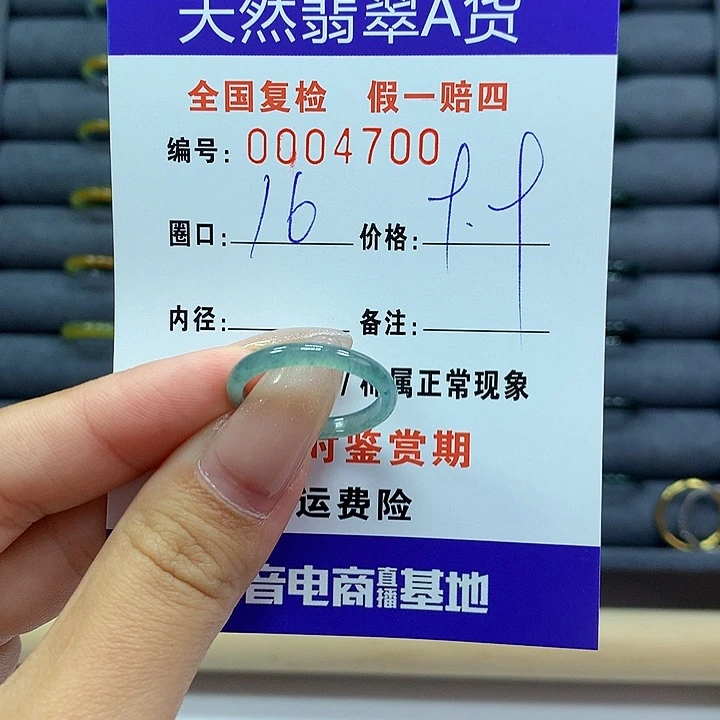 天然翡翠A货
全国复检 假一赔四
编号: 0004700
圈口: 16 价格:
内径: 备注:
属正常现象
时鉴赏期
运费险
音电商直播基地